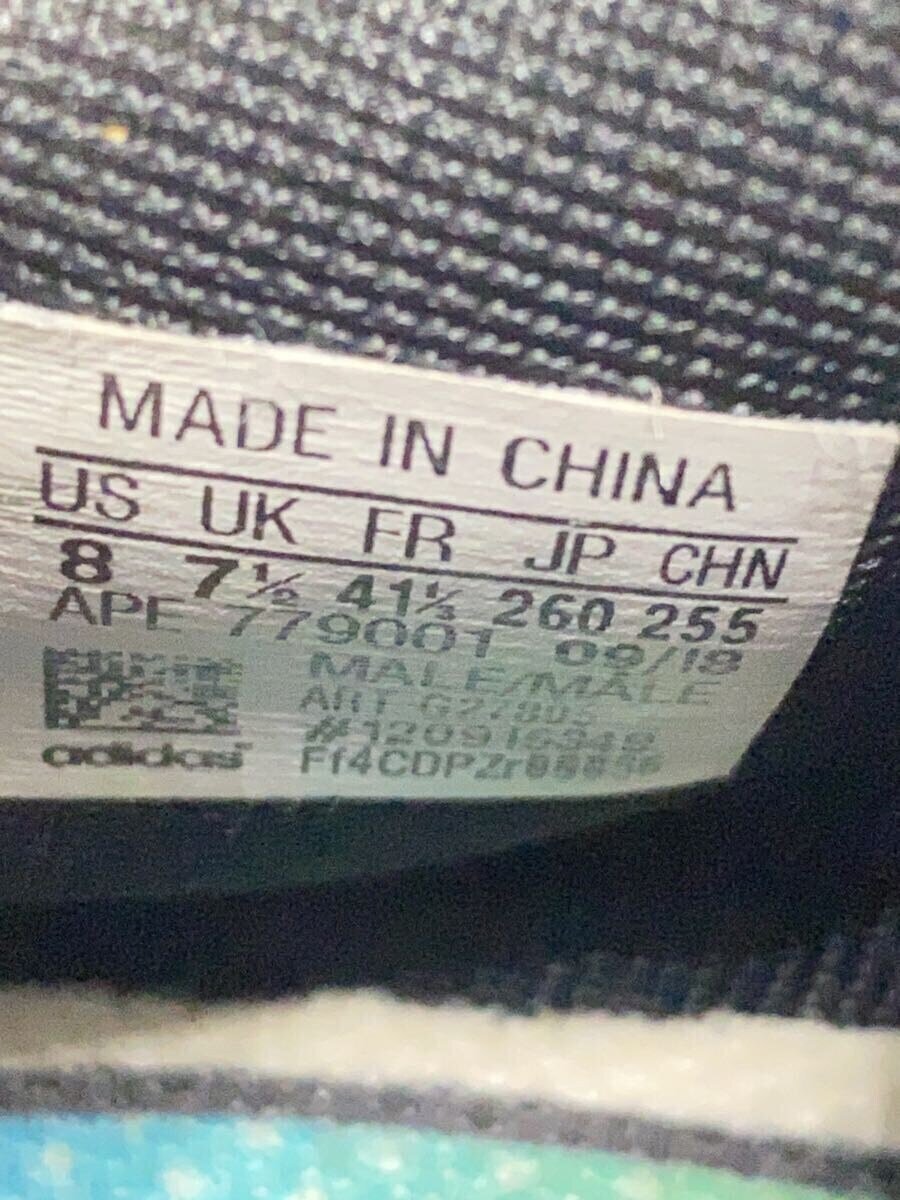 MADE IN CHINA
US UK FR JP CHN
8 7½ 41⅓ 260 255
APE 779001 09/18
MALE/MALE
ART
adidas